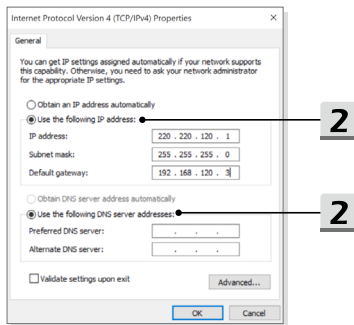 Internet Protocol Version 4 (TCP/IPv4) Properties
General
You can get IP settings assigned automatically if your network supports
this capability. Otherwise, you need to ask your network administrator
for the appropriate IP settings.
Obtain an IP address automatically
Use the following IP address:
2
IP address: 220 . 220 . 120 . 1
Subnet mask: 255 . 255 . 255 . 0
Default gateway: 192 . 168 . 120 . 3
Obtain DNS server address automatically
Use the following DNS server addresses:
2
Preferred DNS server: . . .
Alternate DNS server: . . .
Validate settings upon exit
Advanced...
OK Cancel